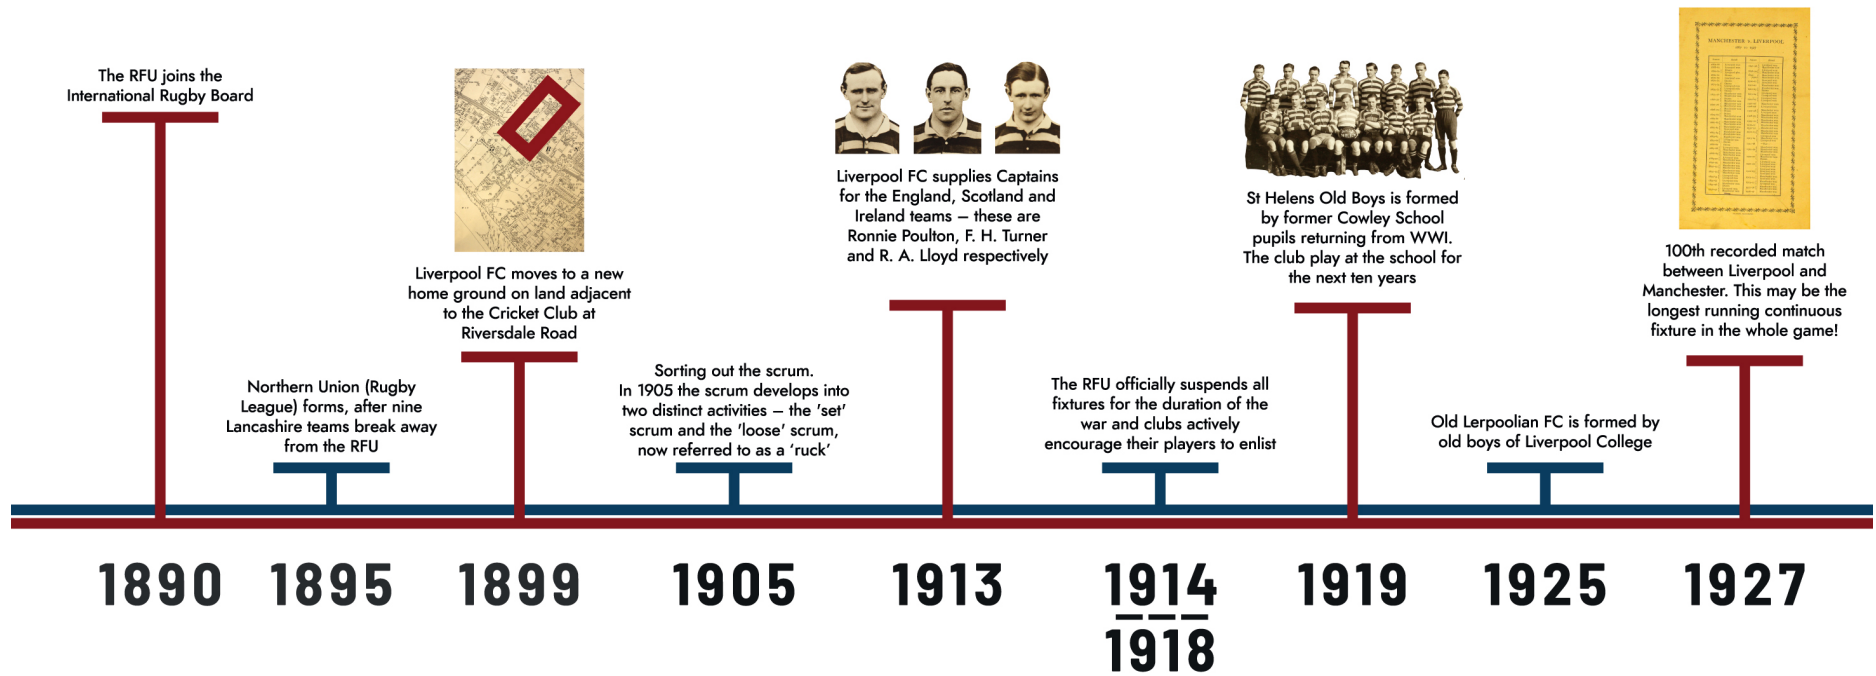 The RFU joins the
International Rugby Board
1890
Northern Union (Rugby
League) forms, after nine
Lancashire teams break away
from the RFU
1895
Liverpool FC moves to a new
home ground on land adjacent
to the Cricket Club at
Riversdale Road
1899
Sorting out the scrum.
In 1905 the scrum develops into
two distinct activities – the 'set'
scrum and the 'loose' scrum,
now referred to as a ‘ruck’
1905
Liverpool FC supplies Captains
for the England, Scotland and
Ireland teams – these are
Ronnie Poulton, F. H. Turner
and R. A. Lloyd respectively
1913
The RFU officially suspends all
fixtures for the duration of the
war and clubs actively
encourage their players to enlist
1914
1918
St Helens Old Boys is formed
by former Cowley School
pupils returning from WWI.
The club play at the school for
the next ten years
1919
Old Lerpoolian FC is formed by
old boys of Liverpool College
1925
MANCHESTER v. LIVERPOOL
100th recorded match
between Liverpool and
Manchester. This may be the
longest running continuous
fixture in the whole game!
1927